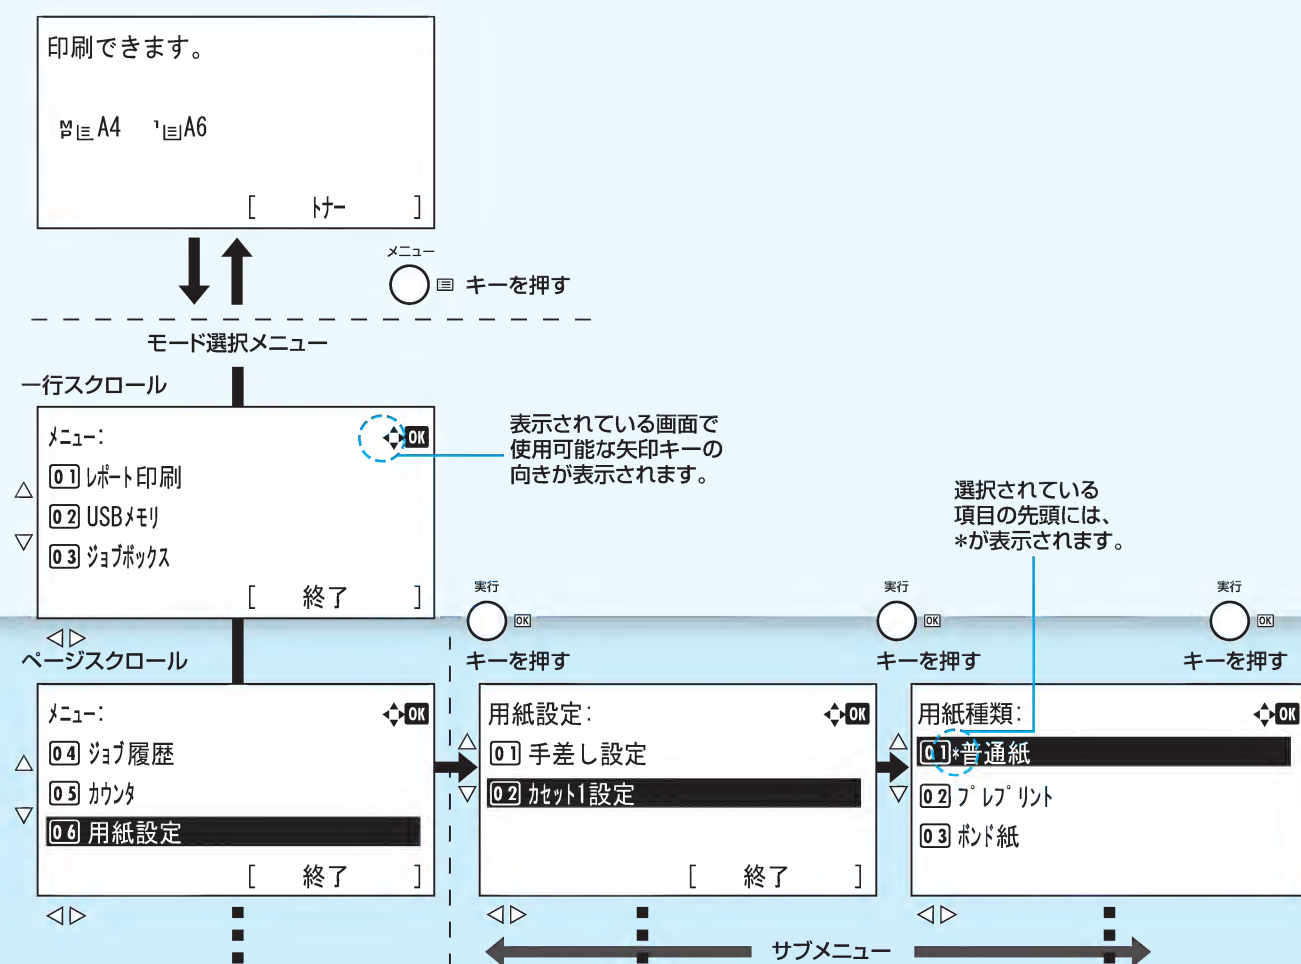 印刷できます。
MP A4 1 A6
[ トナー ]
メニュー
キーを押す
モード選択メニュー
一行スクロール
メニュー: OK
01 レポート印刷
02 USBメモリ
03 ジョブボックス
[ 終了 ]
表示されている画面で
使用可能な矢印キーの
向きが表示されます。
選択されている
項目の先頭には、
*が表示されます。
△
▽
◁ ▷
ページスクロール
メニュー: OK
04 ジョブ履歴
05 カウンタ
06 用紙設定
[ 終了 ]
△
▽
◁ ▷
実行
OK
キーを押す
用紙設定: OK
01 手差し設定
02 カセット1設定
[ 終了 ]
△
▽
◁ ▷
実行
OK
キーを押す
用紙種類: OK
01 *普通紙
02 プレプリント
03 ボンド紙
△
▽
◁ ▷
実行
OK
キーを押す
サブメニュー